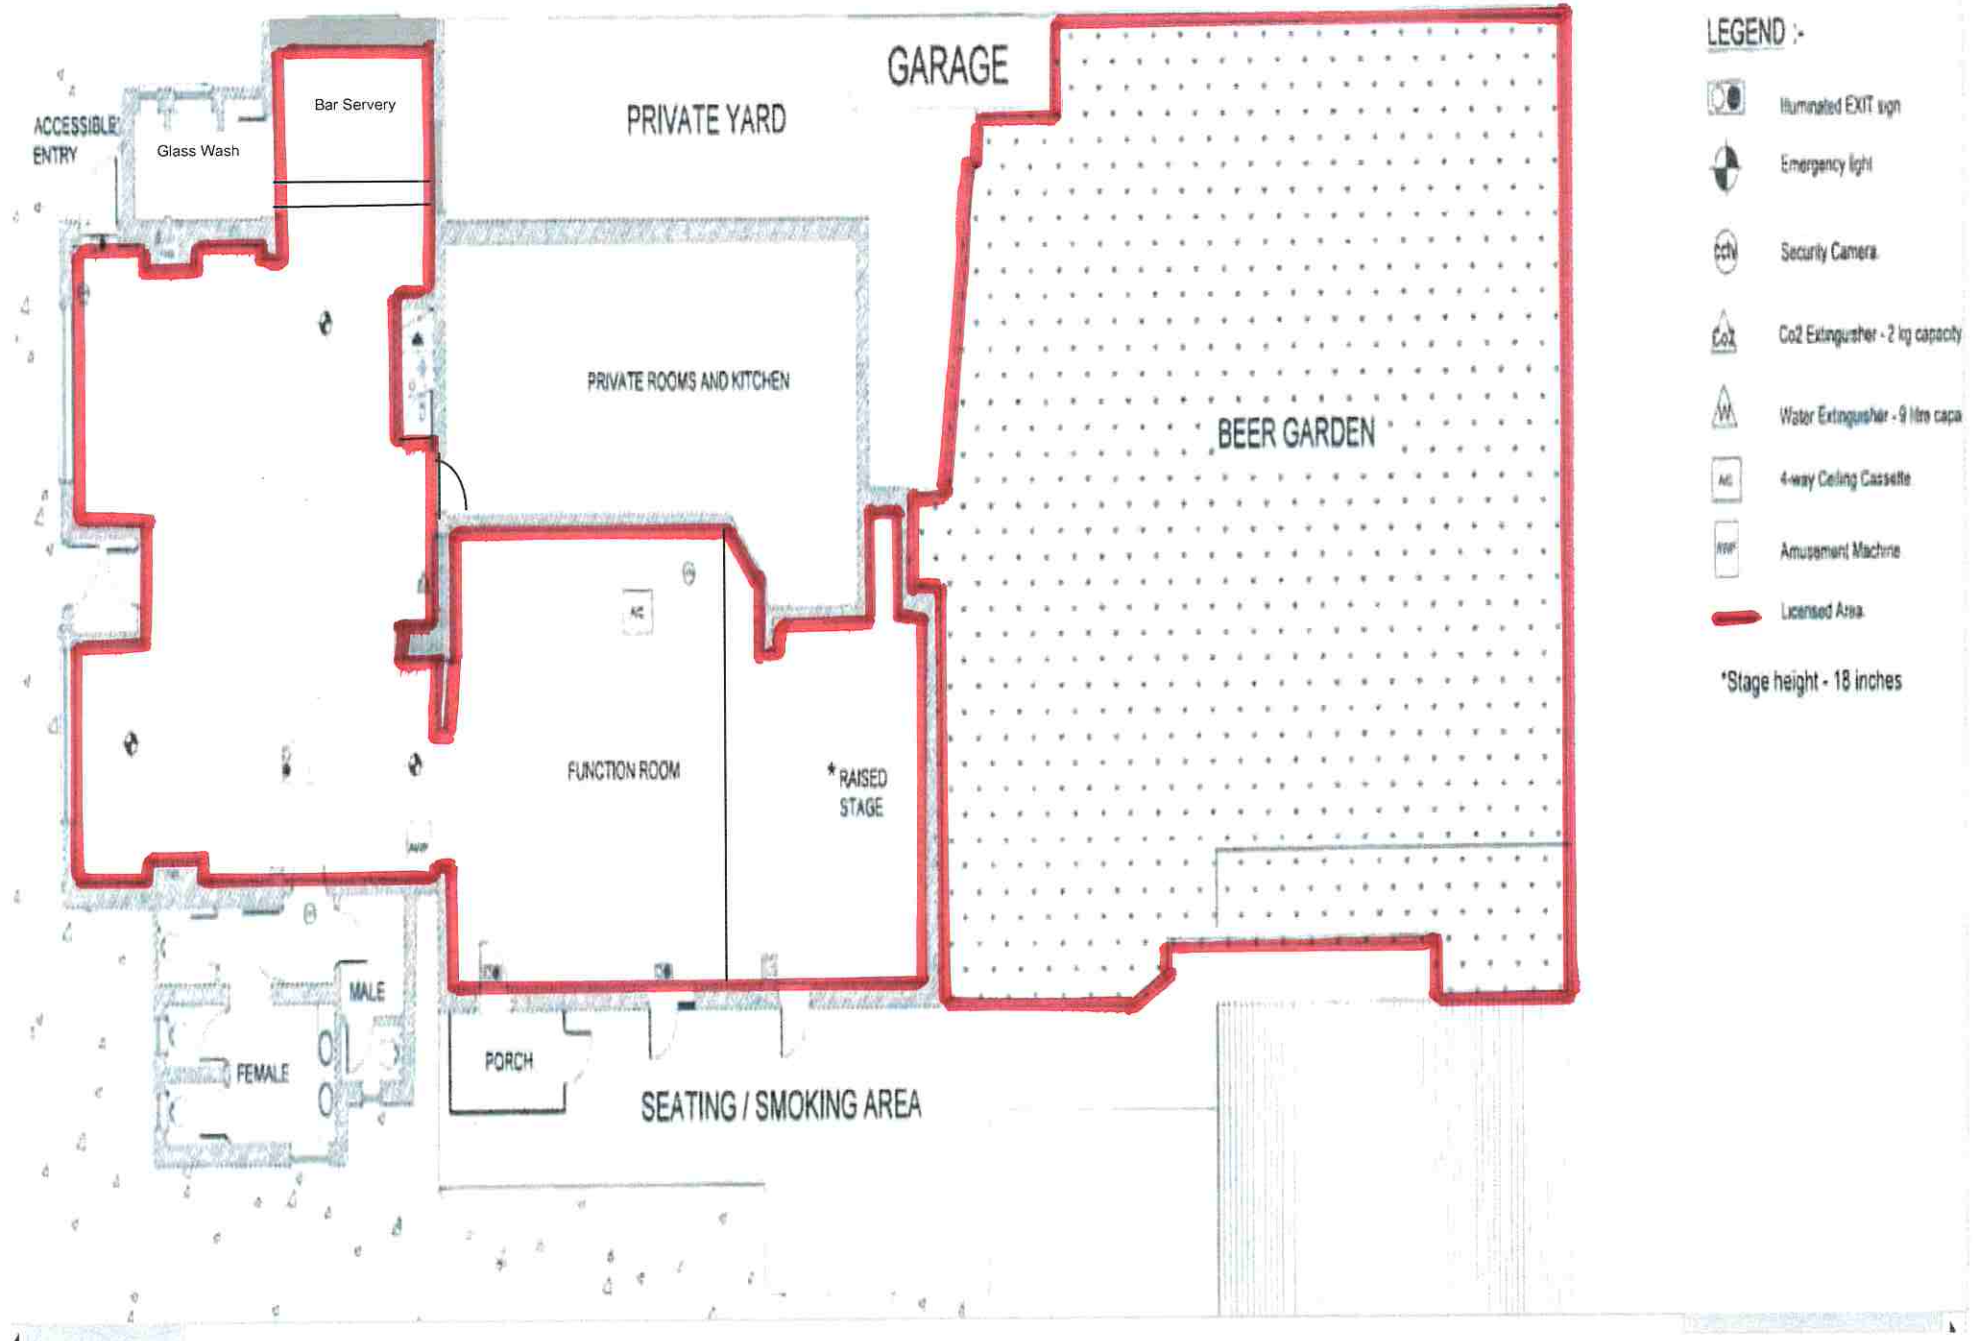 LEGEND :-
GARAGE
Bar Servery
PRIVATE YARD
Illuminated EXIT sign
ACCESSIBLE
ENTRY
Glass Wash
Emergency light
cctv
Security Camera
Co2
Co2 Extinguisher - 2 kg capacity
PRIVATE ROOMS AND KITCHEN
W
Water Extinguisher - 9 litre capa
BEER GARDEN
A/C
4-way Ceiling Cassette
Amusement Machine
A/C
Licensed Area
*Stage height - 18 inches
FUNCTION ROOM
* RAISED
STAGE
MALE
PORCH
FEMALE
SEATING / SMOKING AREA